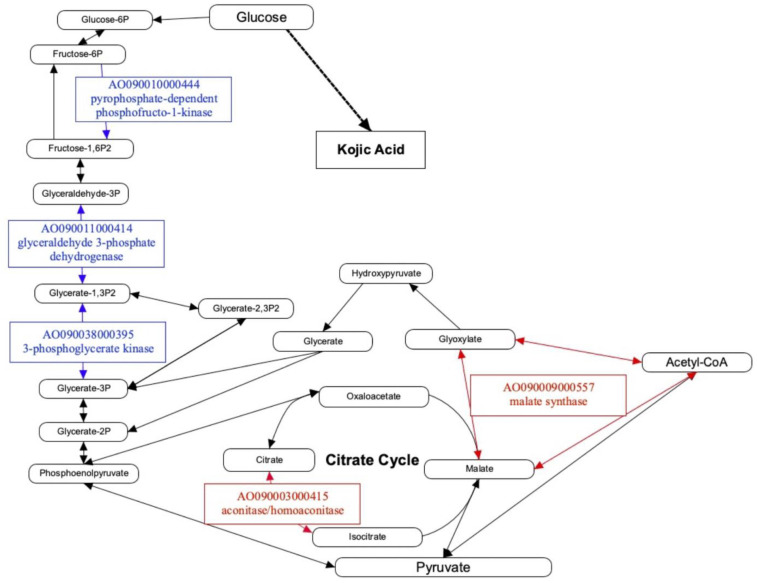 Glucose-6P
Glucose
Fructose-6P
AO090010000444
pyrophosphate-dependent
phosphofructo-1-kinase
Fructose-1,6P2
Kojic Acid
Glyceraldehyde-3P
AO090011000414
glyceraldehyde 3-phosphate
dehydrogenase
Hydroxypyruvate
Glycerate-1,3P2
Glycerate-2,3P2
AO090038000395
3-phosphoglycerate kinase
Glycerate
Glyoxylate
Acetyl-CoA
Glycerate-3P
AO090009000557
malate synthase
Oxaloacetate
Glycerate-2P
Citrate
Citrate Cycle
Malate
Phosphoenolpyruvate
AO090003000415
aconitase/homoaconitase
Isocitrate
Pyruvate